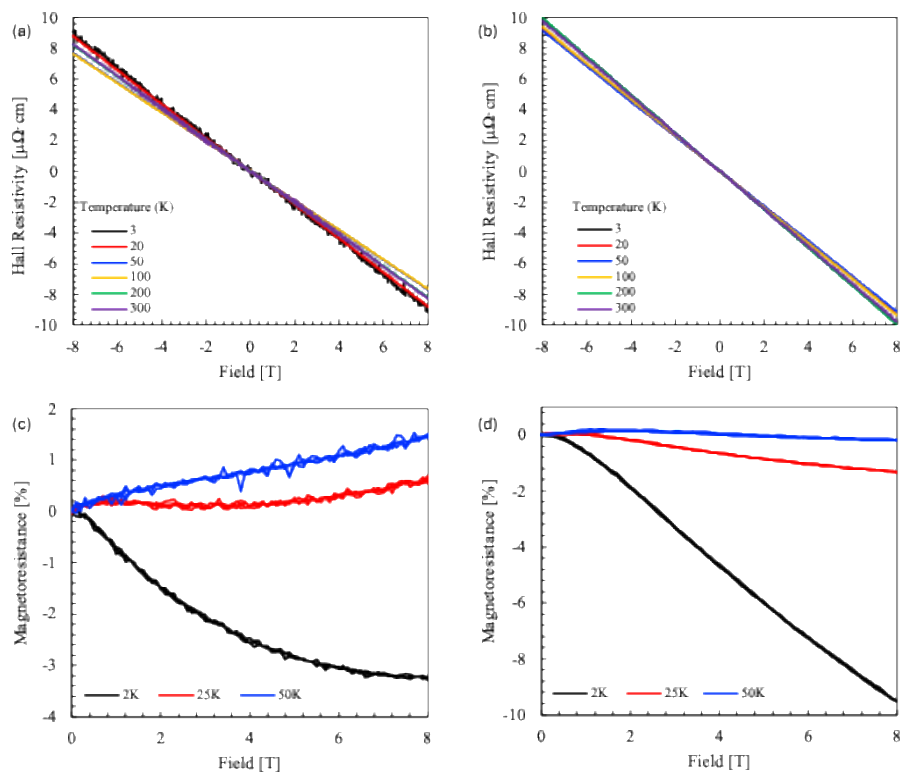 (a)
10
8
6
4
2
0
-2
-4
-6
-8
-10
Hall Resistivity [μΩ·cm]
Temperature (K)
3
20
50
100
200
300
-8 -6 -4 -2 0 2 4 6 8
Field [T]
(b)
10
8
6
4
2
0
-2
-4
-6
-8
-10
Hall Resistivity [μΩ·cm]
Temperature (K)
3
20
50
100
200
300
-8 -6 -4 -2 0 2 4 6 8
Field [T]
(c)
2
1
0
-1
-2
-3
-4
Magnetoresistance [%]
2K 25K 50K
0 2 4 6 8
Field [T]
(d)
0
-2
-4
-6
-8
-10
Magnetoresistance [%]
2K 25K 50K
0 2 4 6 8
Field [T]